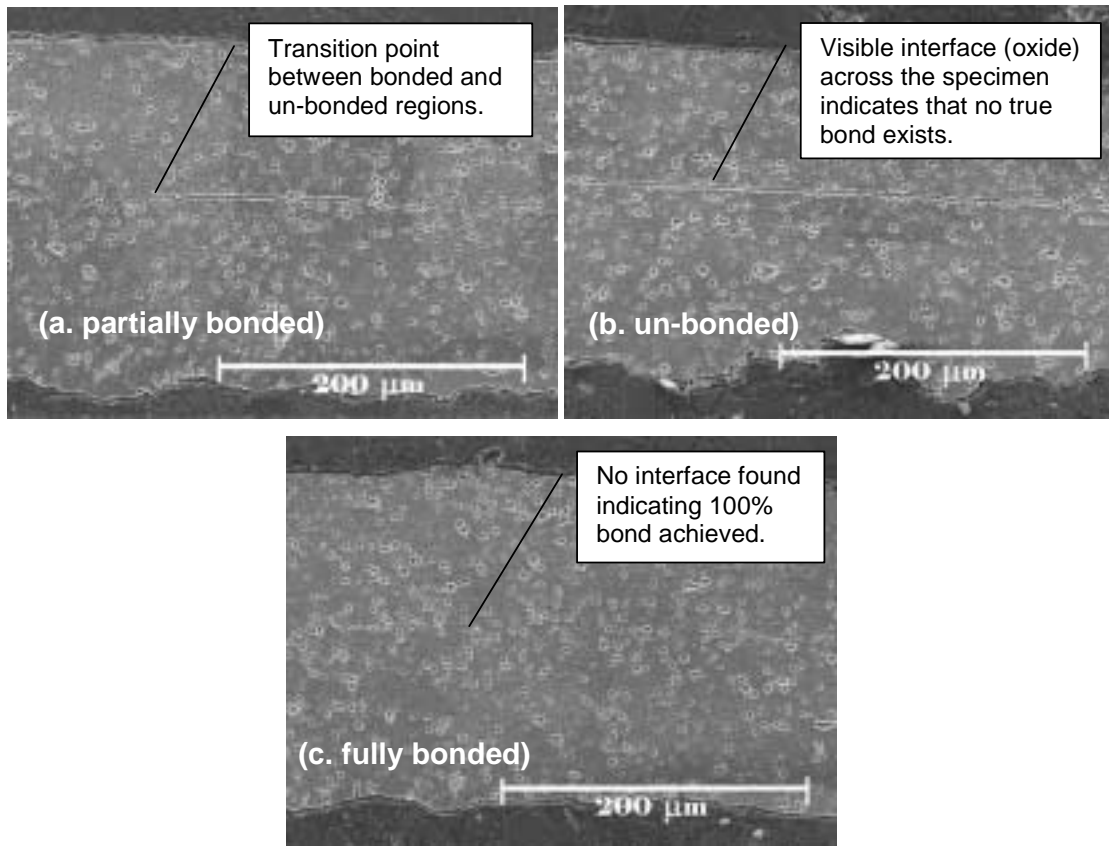 Transition point
between bonded and
un-bonded regions.
(a. partially bonded)
200 μm
Visible interface (oxide)
across the specimen
indicates that no true
bond exists.
(b. un-bonded)
200 μm
No interface found
indicating 100%
bond achieved.
(c. fully bonded)
200 μm